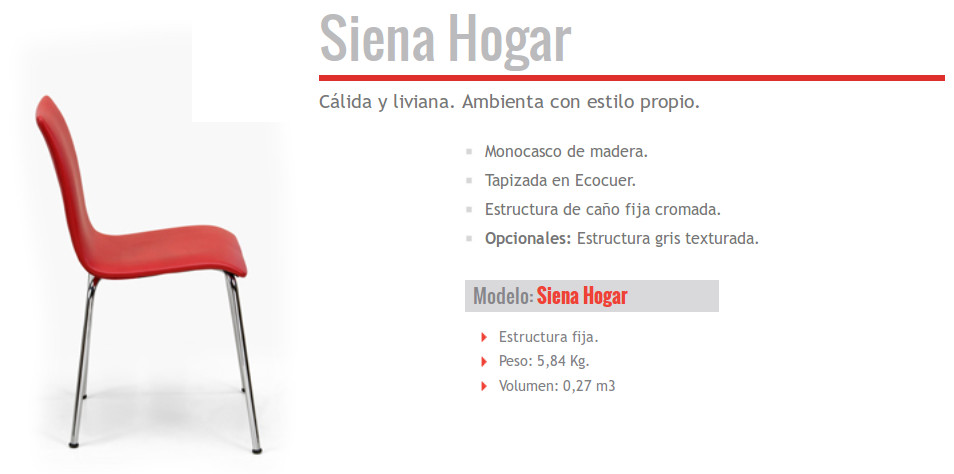 Siena Hogar
Cálida y liviana. Ambienta con estilo propio.
Monocasco de madera.
Tapizada en Ecocuer.
Estructura de caño fija cromada.
Opcionales: Estructura gris texturada.
Modelo: Siena Hogar
Estructura fija.
Peso: 5,84 Kg.
Volumen: 0,27 m3